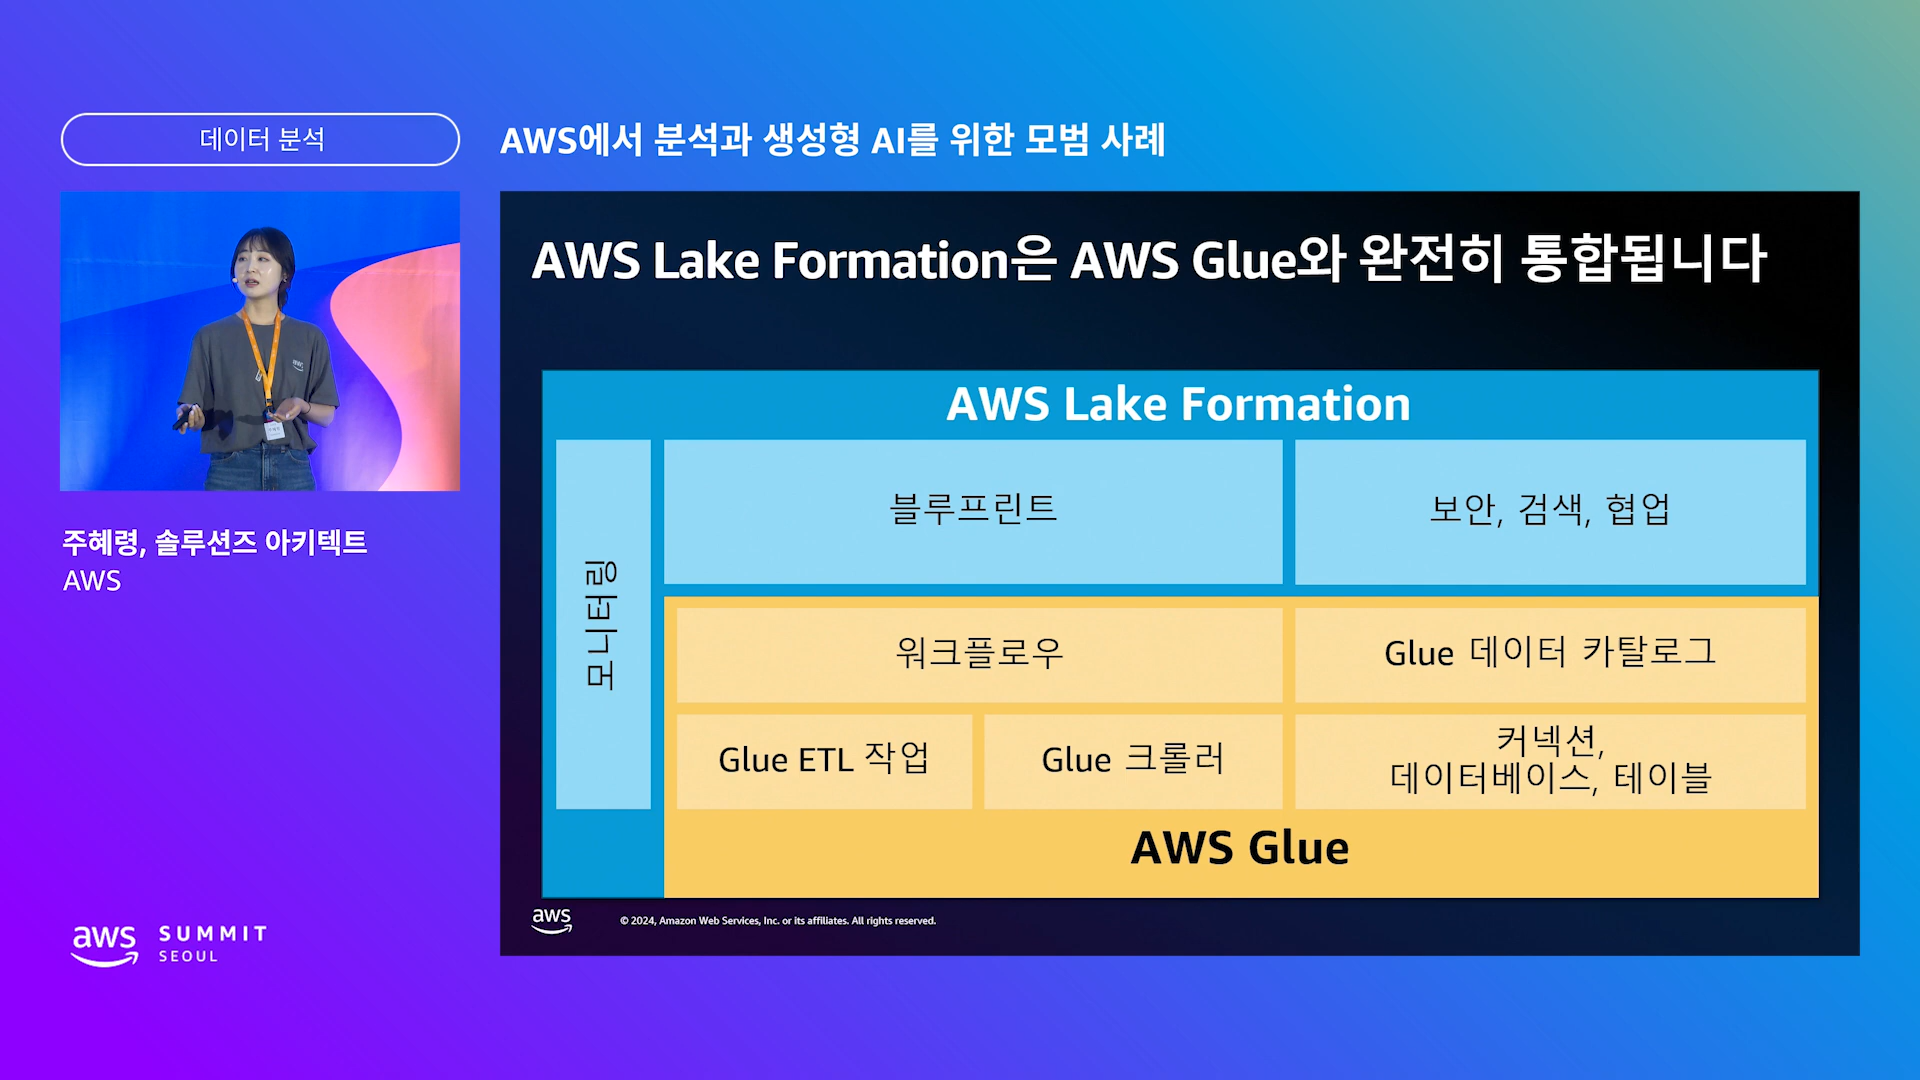 데이터 분석
AWS에서 분석과 생성형 AI를 위한 모범 사례
주혜령, 솔루션즈 아키텍트
AWS
AWS Lake Formation은 AWS Glue와 완전히 통합됩니다
AWS Lake Formation
모니터링
블루프린트
보안, 검색, 협업
워크플로우
Glue 데이터 카탈로그
Glue ETL 작업
Glue 크롤러
커넥션,
데이터베이스, 테이블
AWS Glue
aws
© 2024, Amazon Web Services, Inc. or its affiliates. All rights reserved.
aws SUMMIT
SEOUL